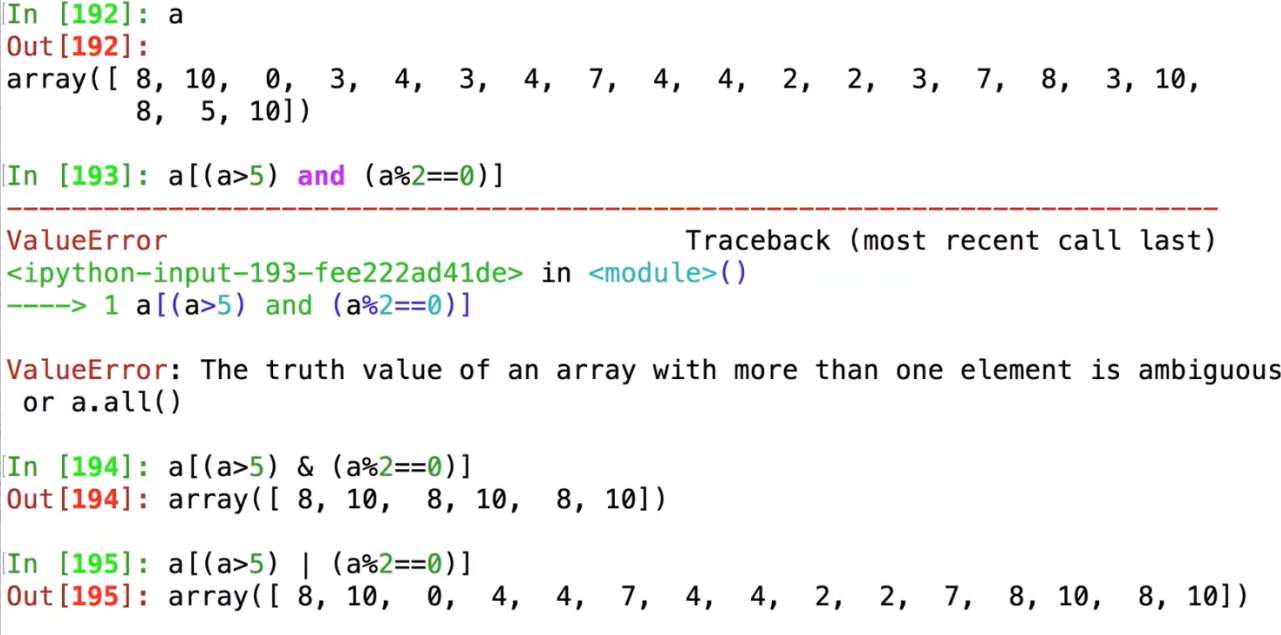 In [192]: a
Out[192]:
array([ 8, 10,  0,  3,  4,  3,  4,  7,  4,  4,  2,  2,  3,  7,  8,  3, 10,
        8,  5, 10])
In [193]: a[(a>5) and (a%2==0)]
---------------------------------------------------------------------------
ValueError                                Traceback (most recent call last)
<ipython-input-193-fee222ad41de> in <module>()
----> 1 a[(a>5) and (a%2==0)]
ValueError: The truth value of an array with more than one element is ambiguous
 or a.all()
In [194]: a[(a>5) & (a%2==0)]
Out[194]: array([ 8, 10,  8, 10,  8, 10])
In [195]: a[(a>5) | (a%2==0)]
Out[195]: array([ 8, 10,  0,  4,  4,  7,  4,  4,  2,  2,  7,  8, 10,  8, 10])